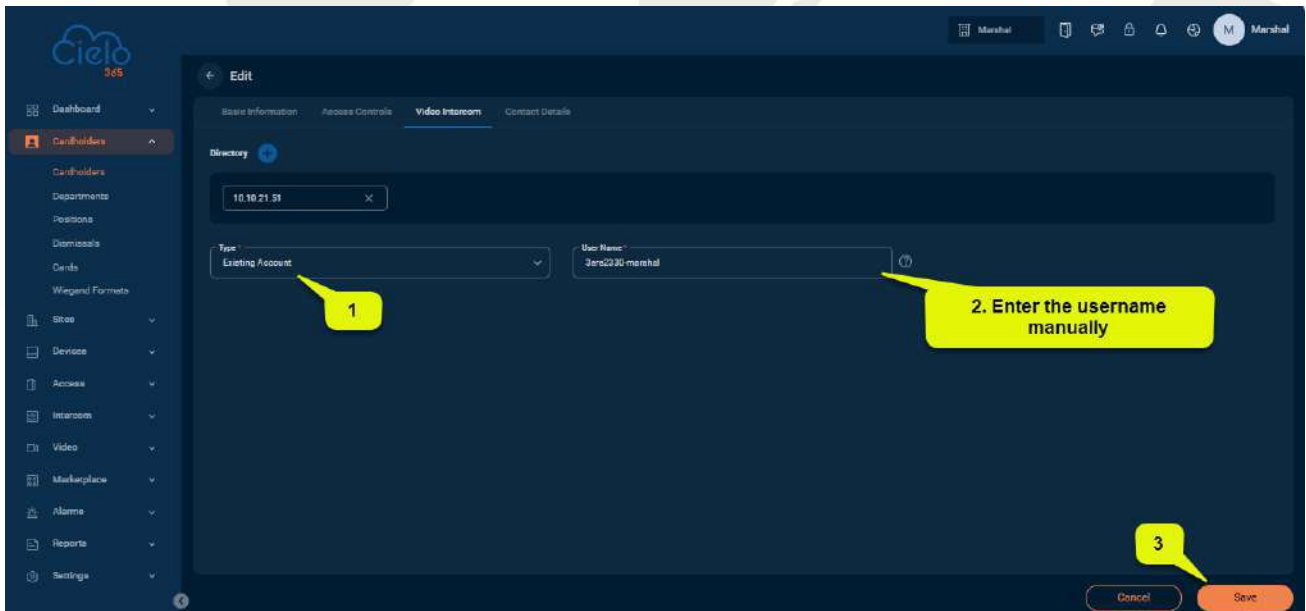 Cielo
365
Marshal
M
Marshal
Edit
Dashboard
Cardholders
Cardholders
Departments
Positions
Dismissals
Cards
Wiegand Formats
Sites
Devices
Access
Intercom
Video
Marketplace
Alarms
Reports
Settings
Basic Information
Access Controls
Video Intercom
Contact Details
Directory
10.10.21.51
Type *
Existing Account
User Name *
3era2330-marshal
1
2. Enter the username
manually
3
Cancel
Save